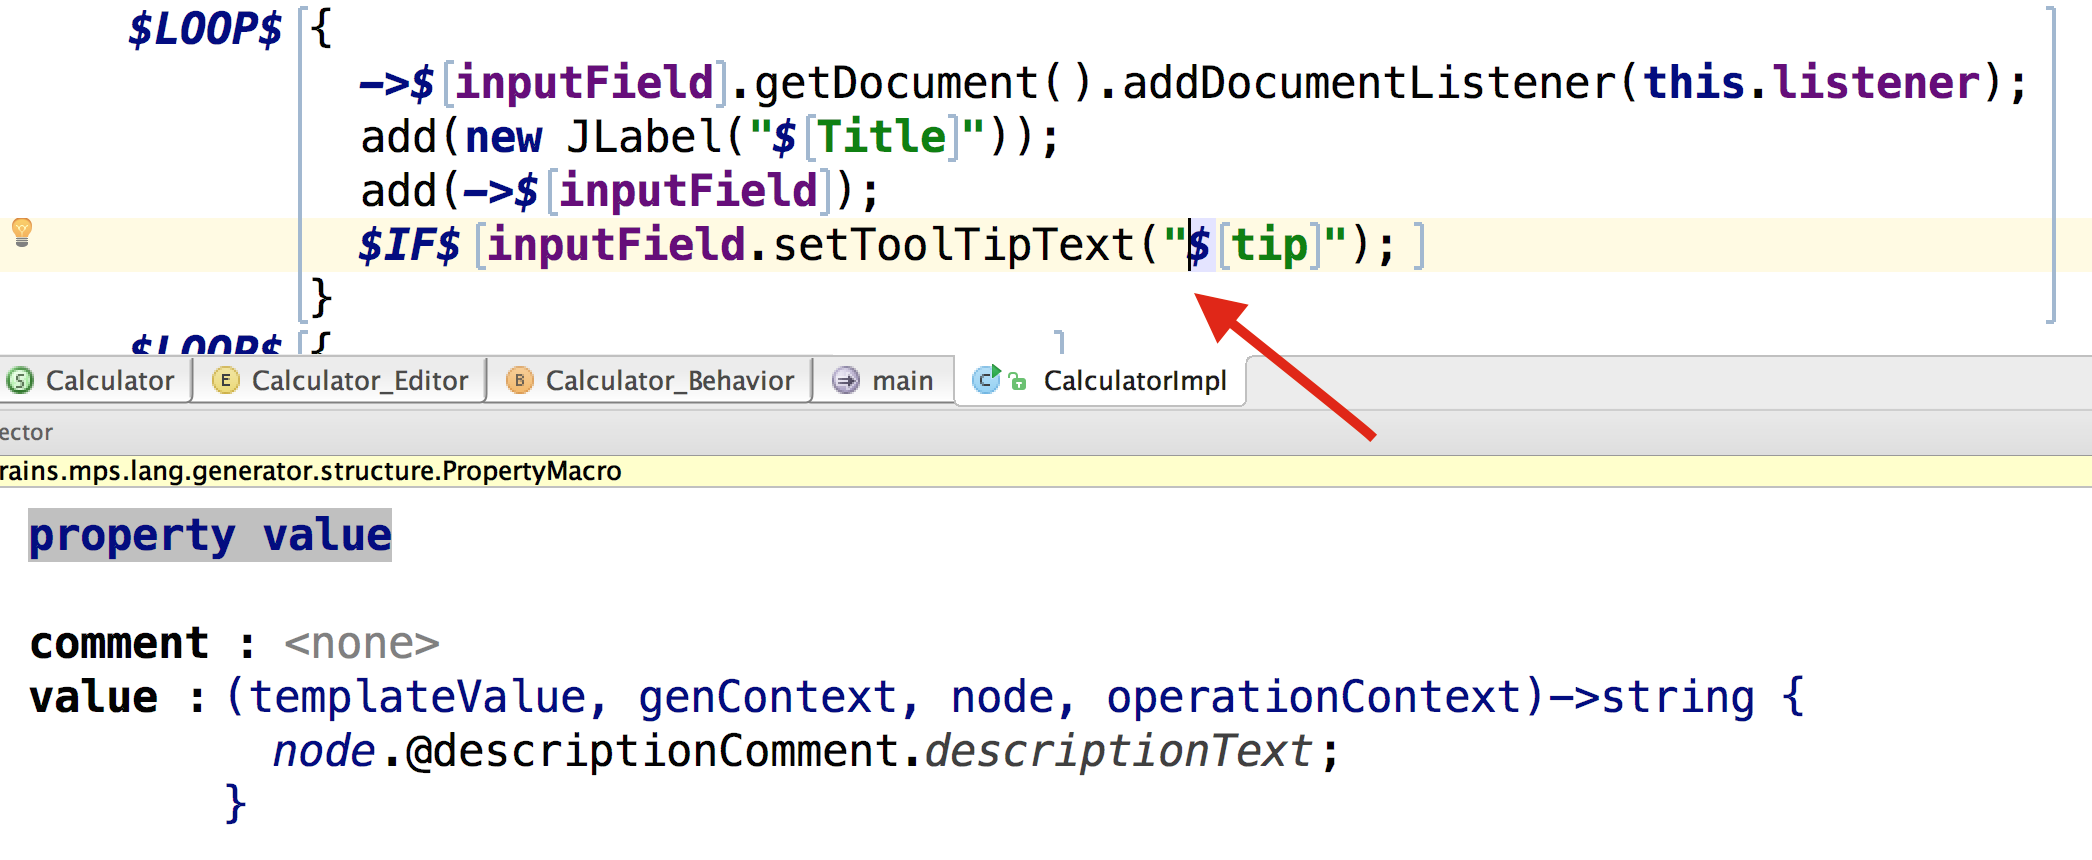 $LOOP$ {
->$[inputField].getDocument().addDocumentListener(this.listener);
add(new JLabel("$[Title]"));
add(->$[inputField]);
$IF$[inputField.setToolTipText("$[tip]"); ]
}
$LOOP$ [{ ]
S Calculator E Calculator_Editor B Calculator_Behavior main C CalculatorImpl
ector
rains.mps.lang.generator.structure.PropertyMacro
property value
comment : <none>
value : (templateValue, genContext, node, operationContext)->string {
node.@descriptionComment.descriptionText;
}